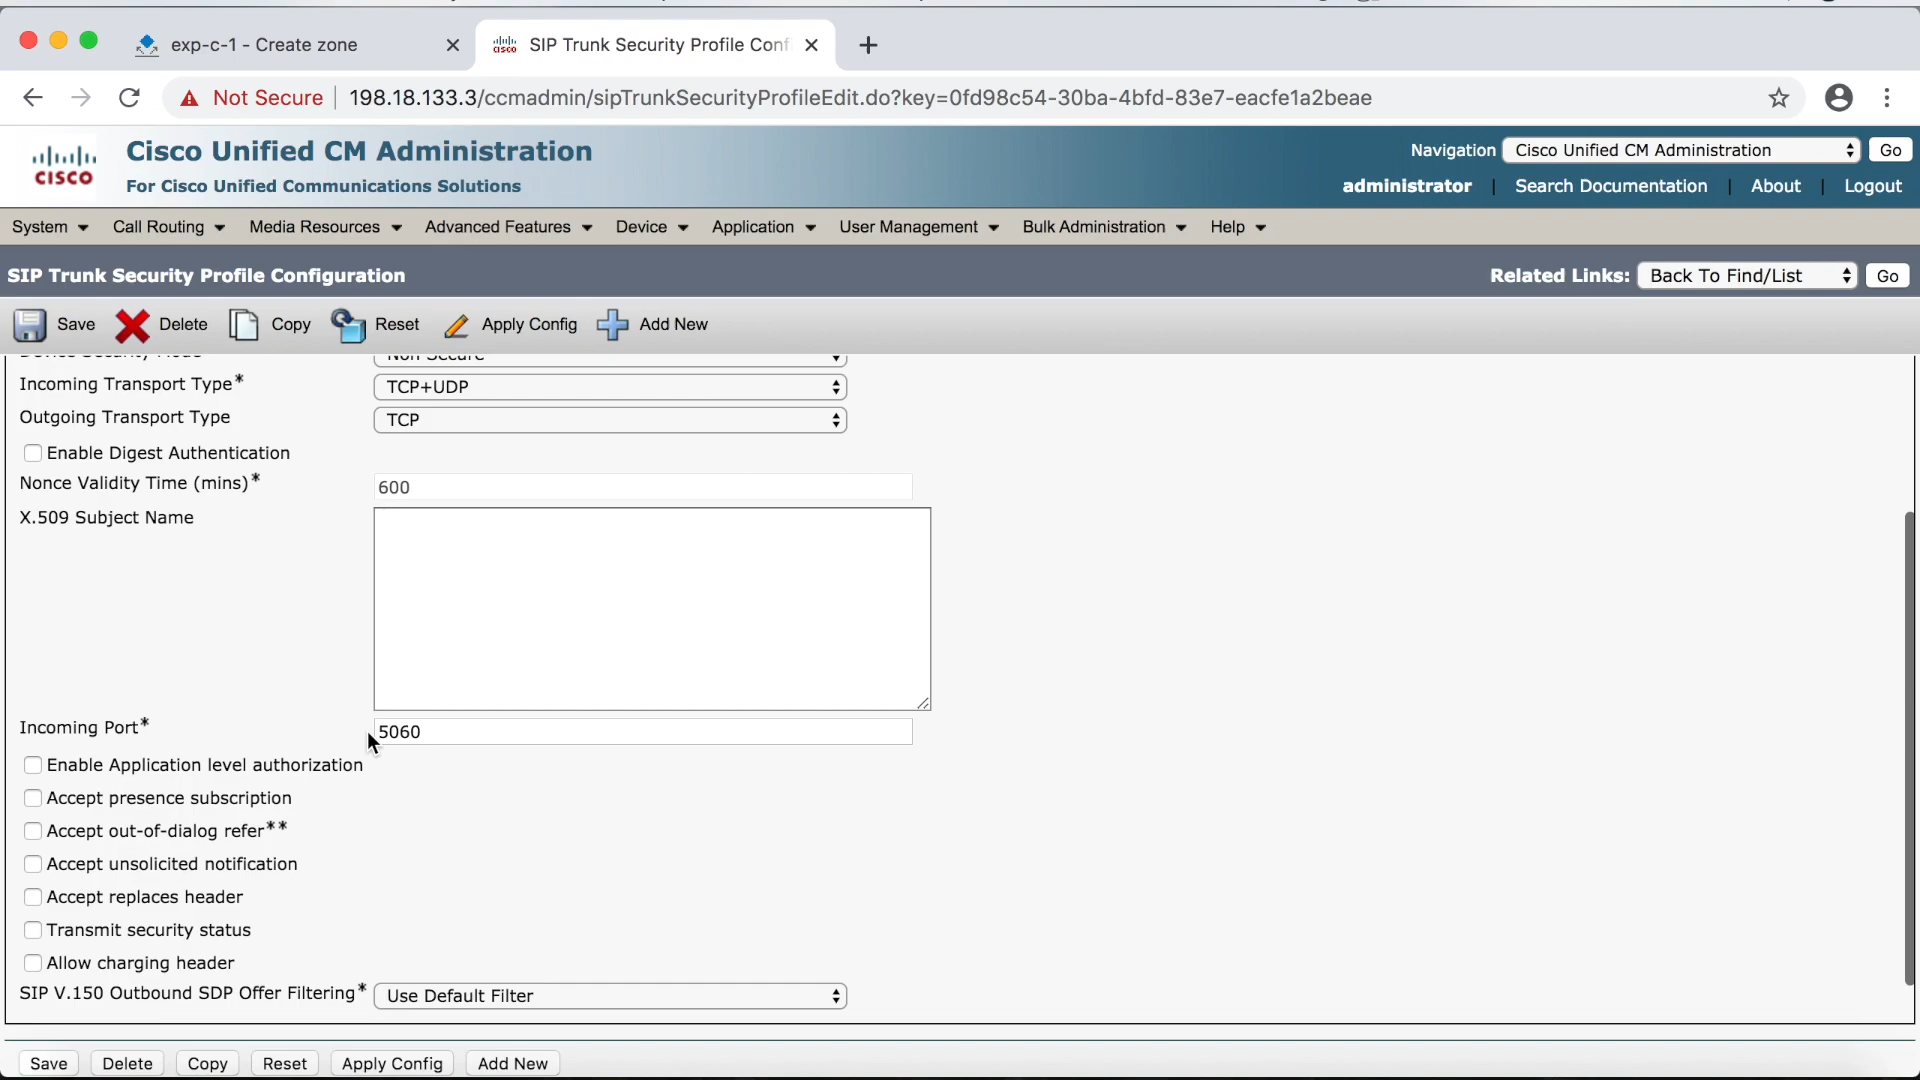 exp-c-1 - Create zone
SIP Trunk Security Profile Conf
Not Secure 198.18.133.3/ccmadmin/sipTrunkSecurityProfileEdit.do?key=0fd98c54-30ba-4bfd-83e7-eacfe1a2beae
CISCO
Cisco Unified CM Administration
For Cisco Unified Communications Solutions
Navigation Cisco Unified CM Administration Go
administrator Search Documentation About Logout
System Call Routing Media Resources Advanced Features Device Application User Management Bulk Administration Help
SIP Trunk Security Profile Configuration
Related Links: Back To Find/List Go
Save Delete Copy Reset Apply Config Add New
Device Security Mode Non Secure
Incoming Transport Type* TCP+UDP
Outgoing Transport Type TCP
Enable Digest Authentication
Nonce Validity Time (mins)* 600
X.509 Subject Name
Incoming Port* 5060
Enable Application level authorization
Accept presence subscription
Accept out-of-dialog refer**
Accept unsolicited notification
Accept replaces header
Transmit security status
Allow charging header
SIP V.150 Outbound SDP Offer Filtering* Use Default Filter
Save Delete Copy Reset Apply Config Add New